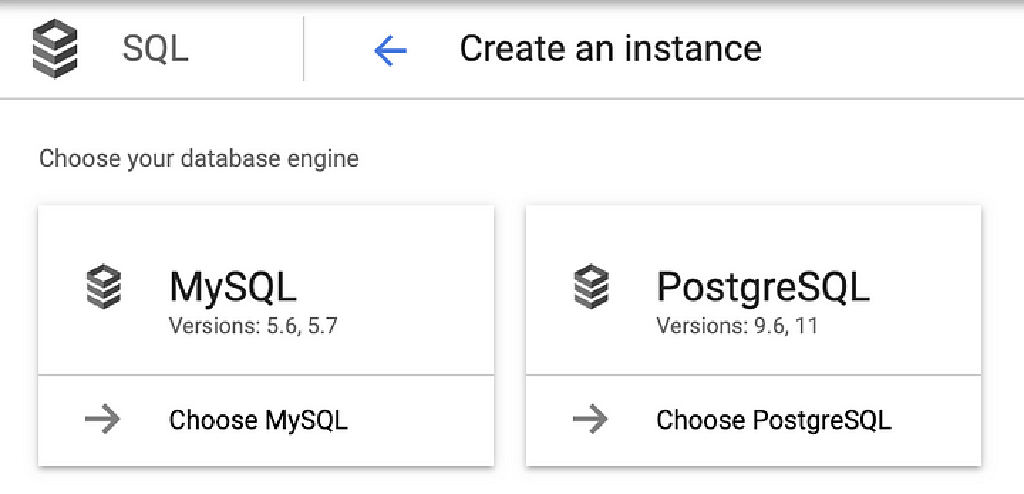 SQL
Create an instance
Choose your database engine
MySQL
Versions: 5.6, 5.7
Choose MySQL
PostgreSQL
Versions: 9.6, 11
Choose PostgreSQL